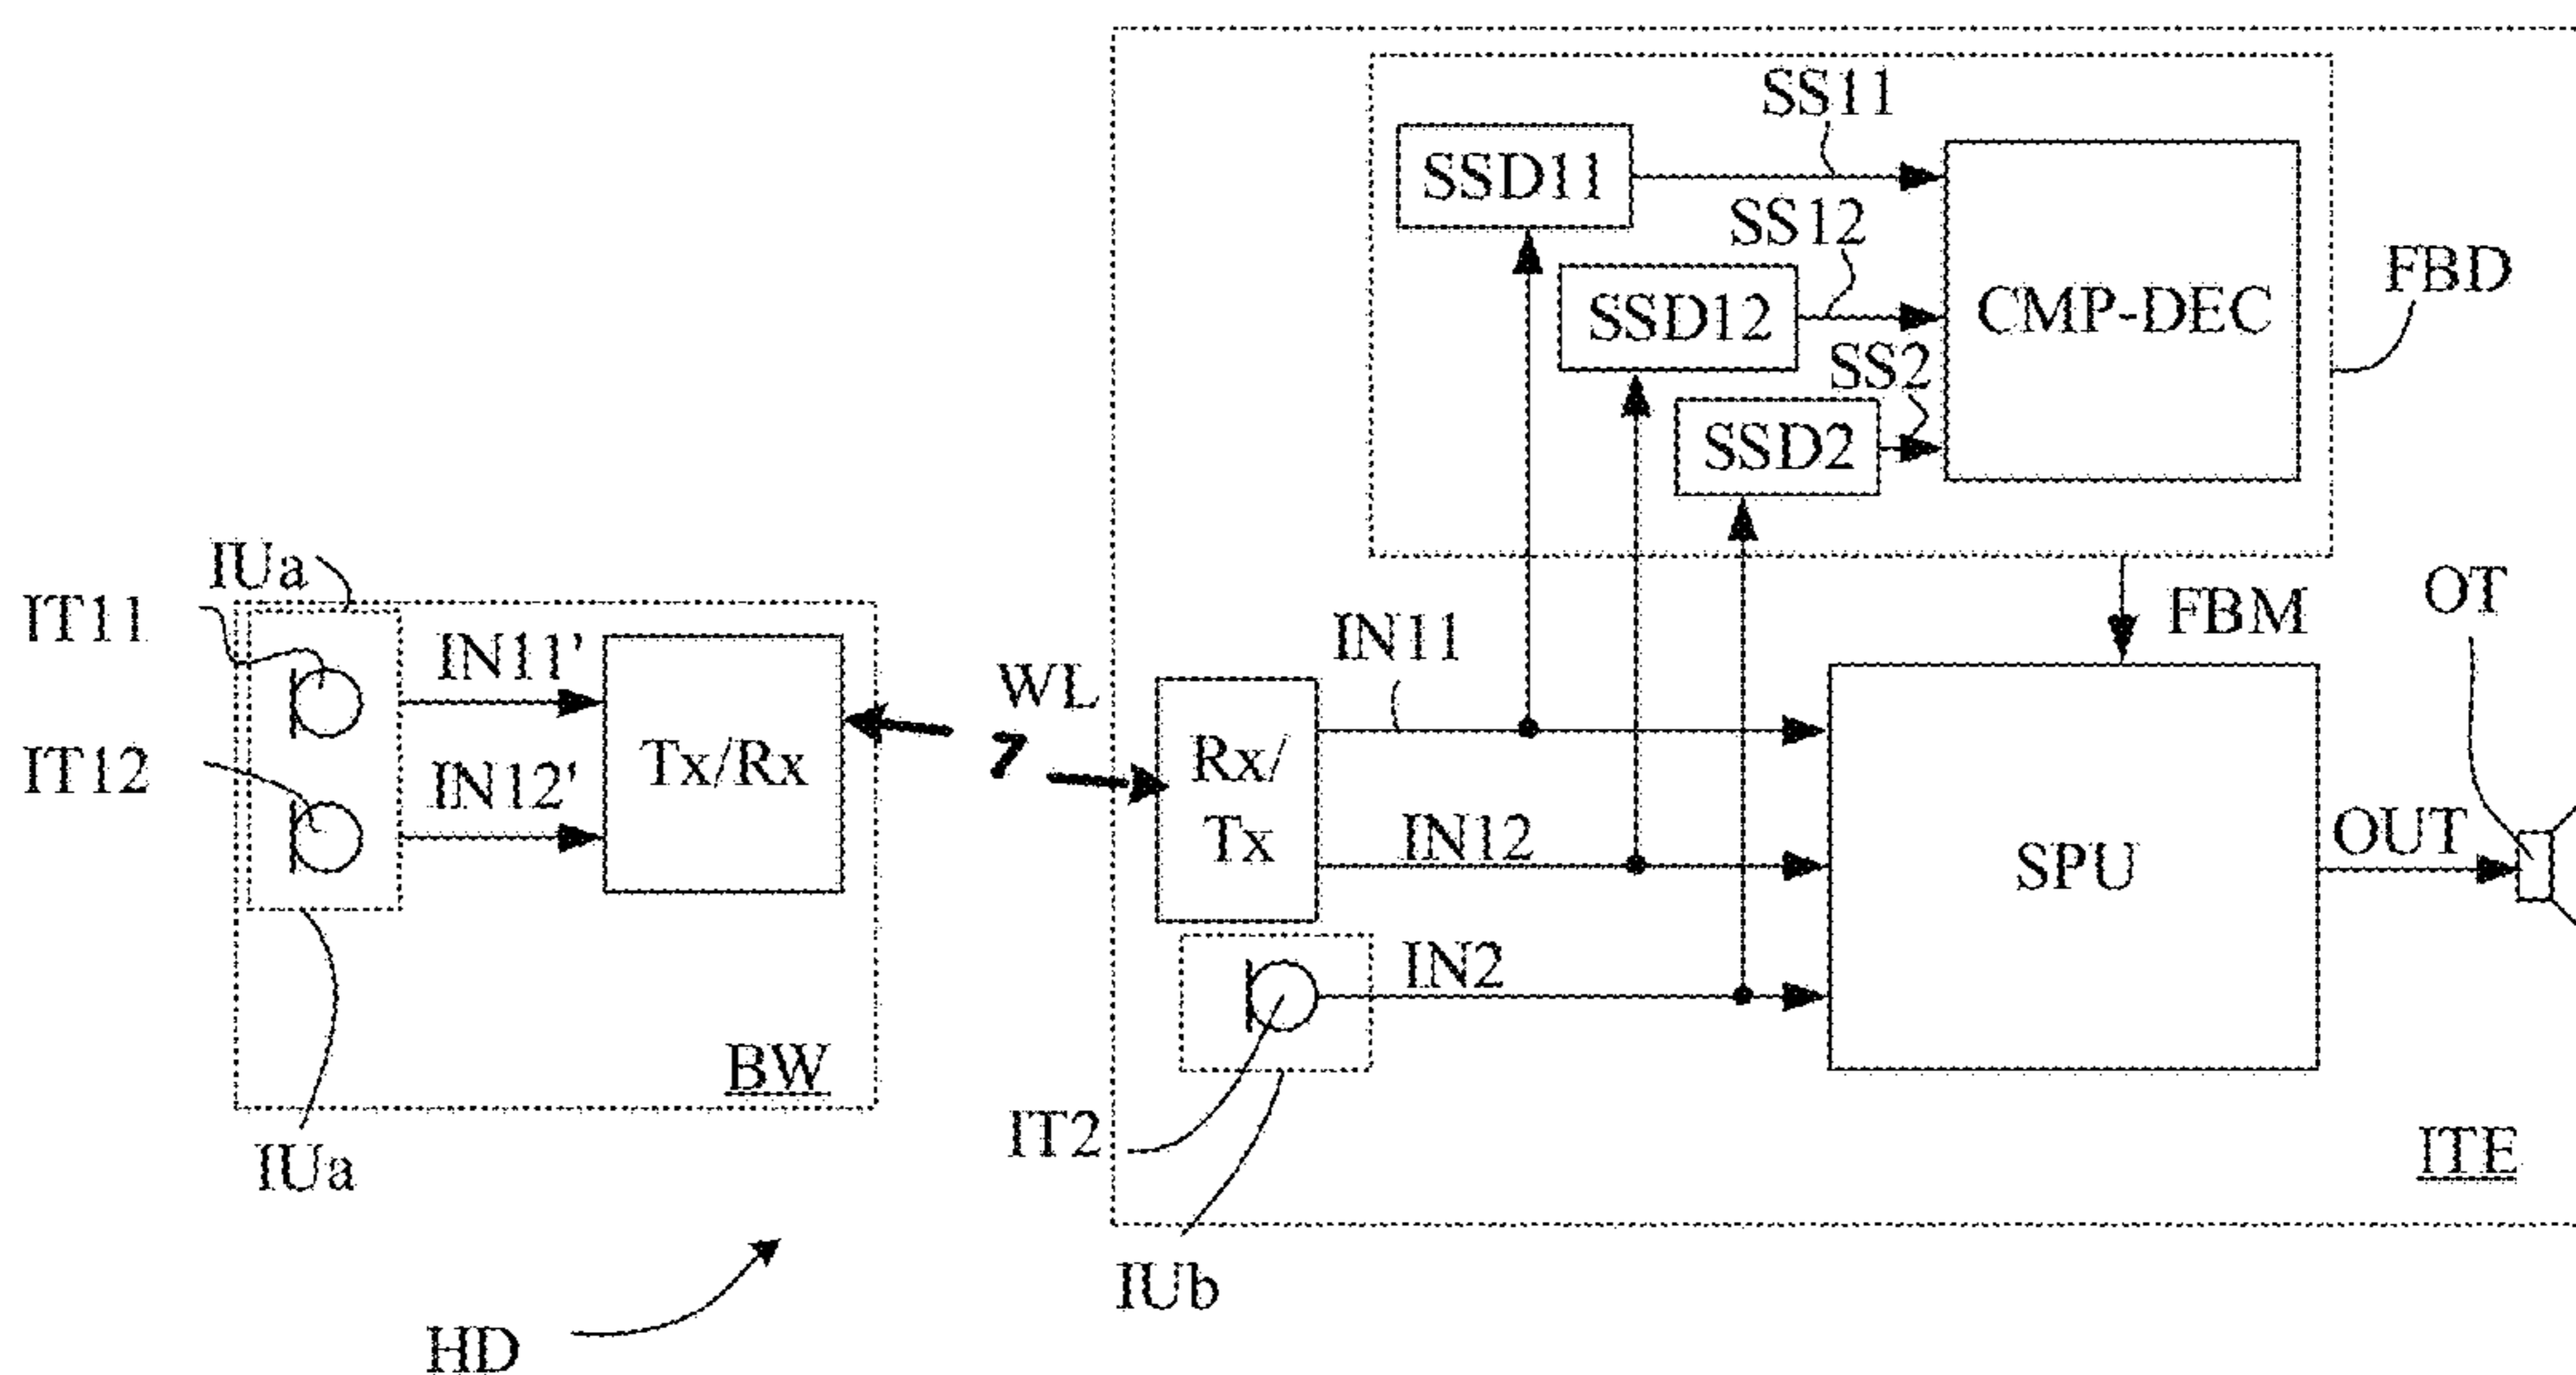 SS11
SSD11
SS12
FBD
SSD12
CMP-DEC
SS2
SSD2
IUa
IT11
IN11'
IN11
FBM
OT
WL
IT12
IN12'
Tx/Rx
Rx/
Tx
IN12
SPU
OUT
IN2
BW
IT2
ITE
IUa
IUb
HD